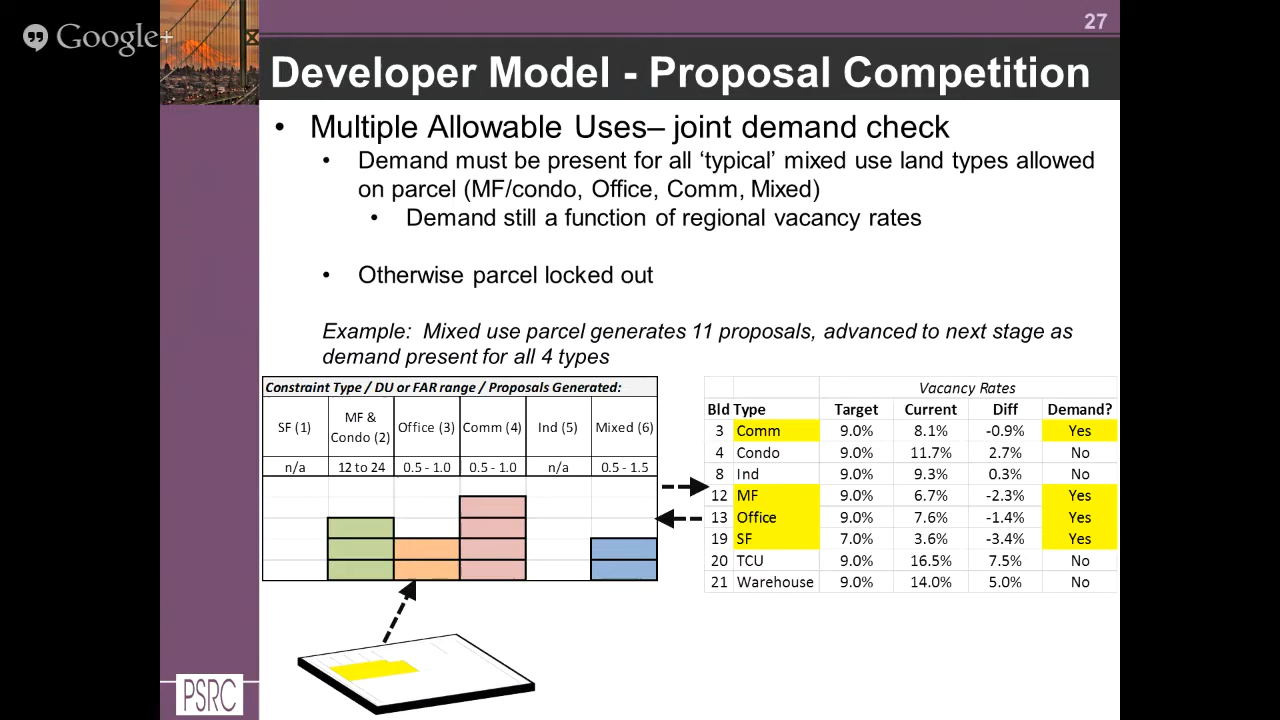 Google+
27
Developer Model - Proposal Competition
• Multiple Allowable Uses– joint demand check
• Demand must be present for all ‘typical’ mixed use land types allowed
on parcel (MF/condo, Office, Comm, Mixed)
• Demand still a function of regional vacancy rates
• Otherwise parcel locked out
Example: Mixed use parcel generates 11 proposals, advanced to next stage as
demand present for all 4 types
Constraint Type / DU or FAR range / Proposals Generated:
SF (1) MF & Condo (2) Office (3) Comm (4) Ind (5) Mixed (6)
n/a 12 to 24 0.5 - 1.0 0.5 - 1.0 n/a 0.5 - 1.5
Vacancy Rates
Bld Type Target Current Diff Demand?
3 Comm 9.0% 8.1% -0.9% Yes
4 Condo 9.0% 11.7% 2.7% No
8 Ind 9.0% 9.3% 0.3% No
12 MF 9.0% 6.7% -2.3% Yes
13 Office 9.0% 7.6% -1.4% Yes
19 SF 7.0% 3.6% -3.4% Yes
20 TCU 9.0% 16.5% 7.5% No
21 Warehouse 9.0% 14.0% 5.0% No
PSRC